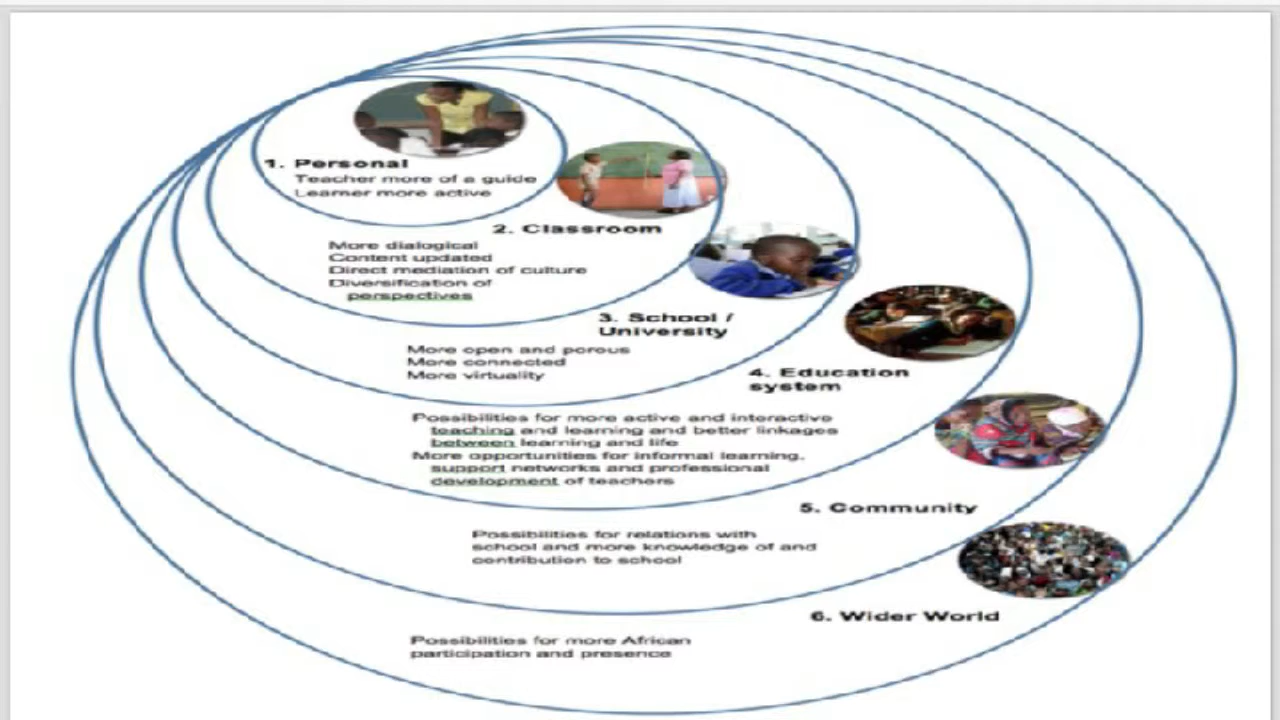 1. Personal
Teacher more of a guide
Learner more active
2. Classroom
More dialogical
Content updated
Direct mediation of culture
Diversification of
perspectives
3. School /
University
More open and porous
More connected
More virtuality
4. Education
system
Possibilities for more active and interactive
teaching and learning and better linkages
between learning and life
More opportunities for informal learning.
support networks and professional
development of teachers
5. Community
Possibilities for relations with
school and more knowledge of and
contribution to school
6. Wider World
Possibilities for more African
participation and presence